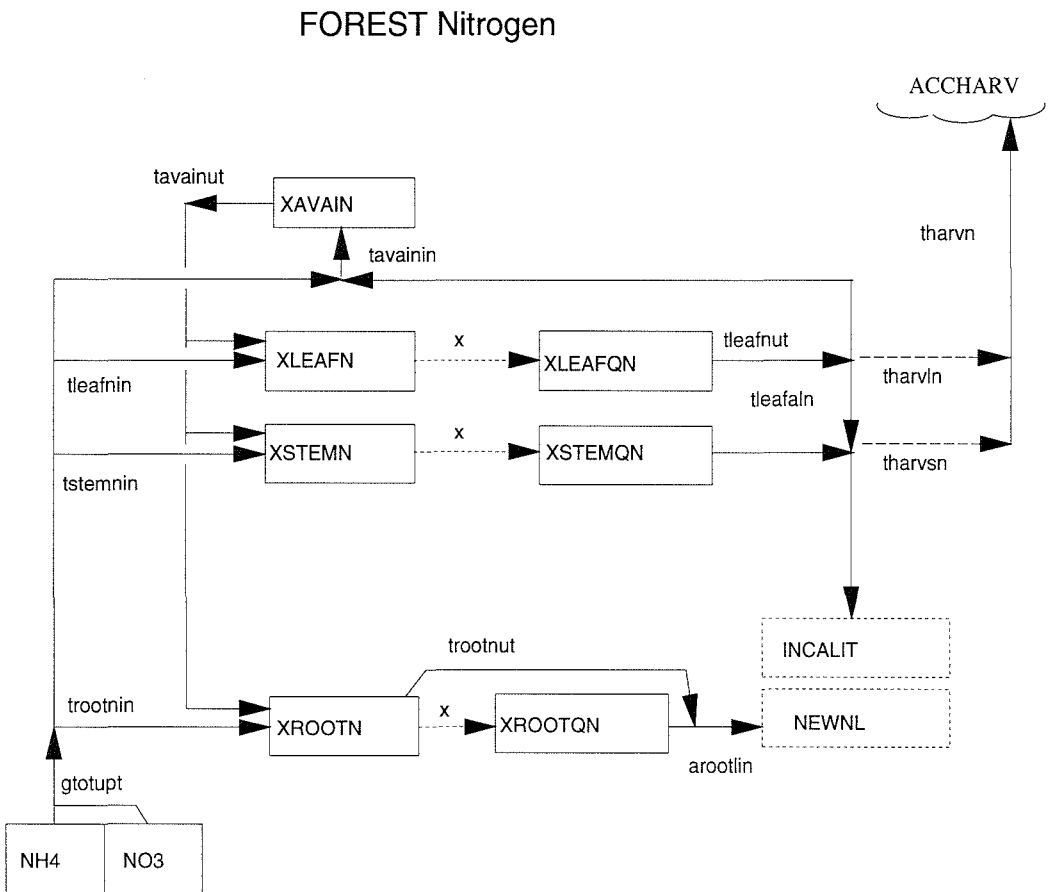 FOREST Nitrogen
ACCHARV
tavainut
XAVAIN
tharvn
tavainin
x
tleafnut
XLEAFN
XLEAFQN
tleafnin
tharvln
tleafaln
x
XSTEMN
XSTEMQN
tharvsn
tstemnin
trootnut
INCALIT
trootnin
x
XROOTN
XROOTQN
NEWNL
arootlin
gtotupt
NH4
NO3